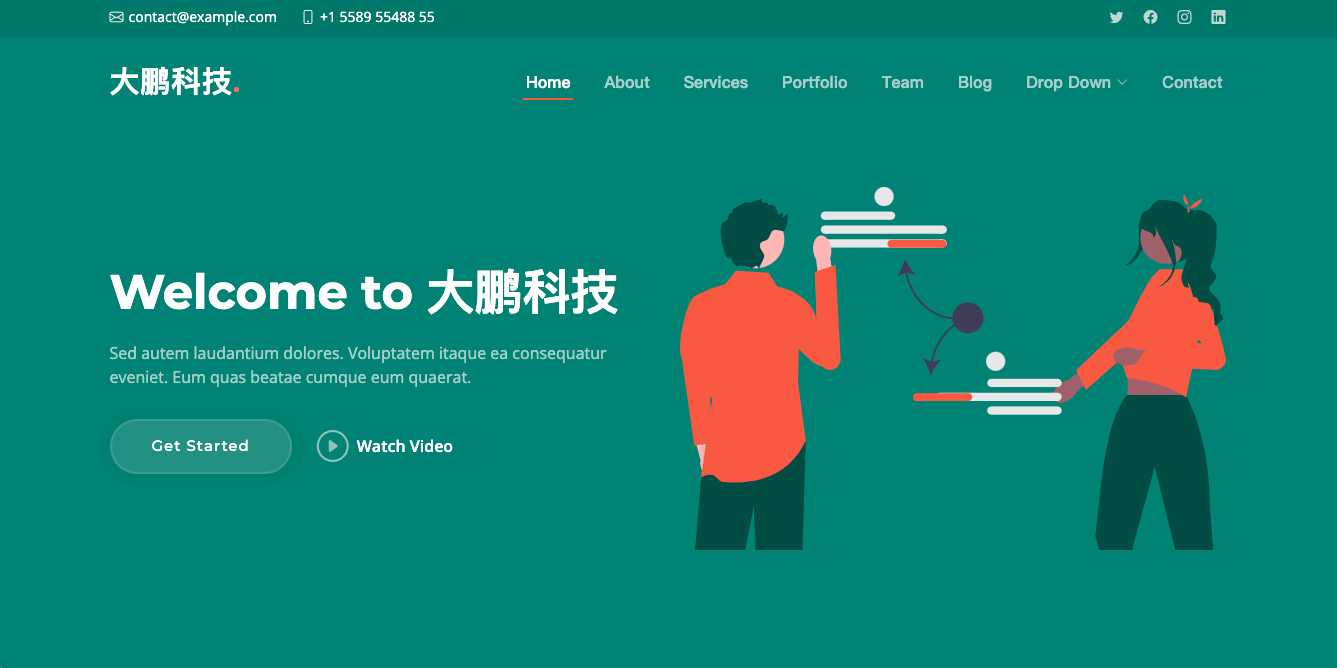 contact@example.com +1 5589 55488 55
大鹏科技.
Home About Services Portfolio Team Blog Drop Down Contact
Welcome to 大鹏科技
Sed autem laudantium dolores. Voluptatem itaque ea consequatur
eveniet. Eum quas beatae cumque eum quaerat.
Get Started Watch Video